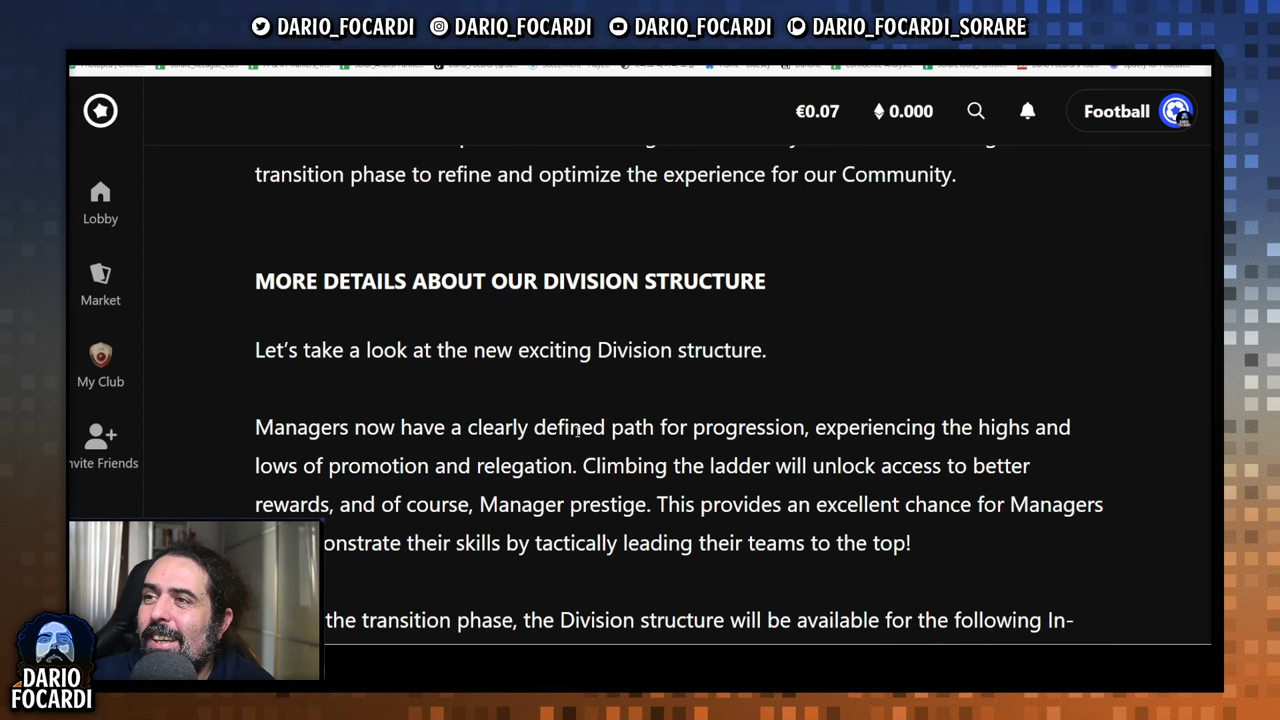 DARIO_FOCARDI DARIO_FOCARDI DARIO_FOCARDI DARIO_FOCARDI_SORARE
€0.07 0.000 Football
transition phase to refine and optimize the experience for our Community.
Lobby
MORE DETAILS ABOUT OUR DIVISION STRUCTURE
Market
Let’s take a look at the new exciting Division structure.
My Club
Managers now have a clearly defined path for progression, experiencing the highs and
lows of promotion and relegation. Climbing the ladder will unlock access to better
nvite Friends
rewards, and of course, Manager prestige. This provides an excellent chance for Managers
onstrate their skills by tactically leading their teams to the top!
the transition phase, the Division structure will be available for the following In-
DARIO
FOCARDI